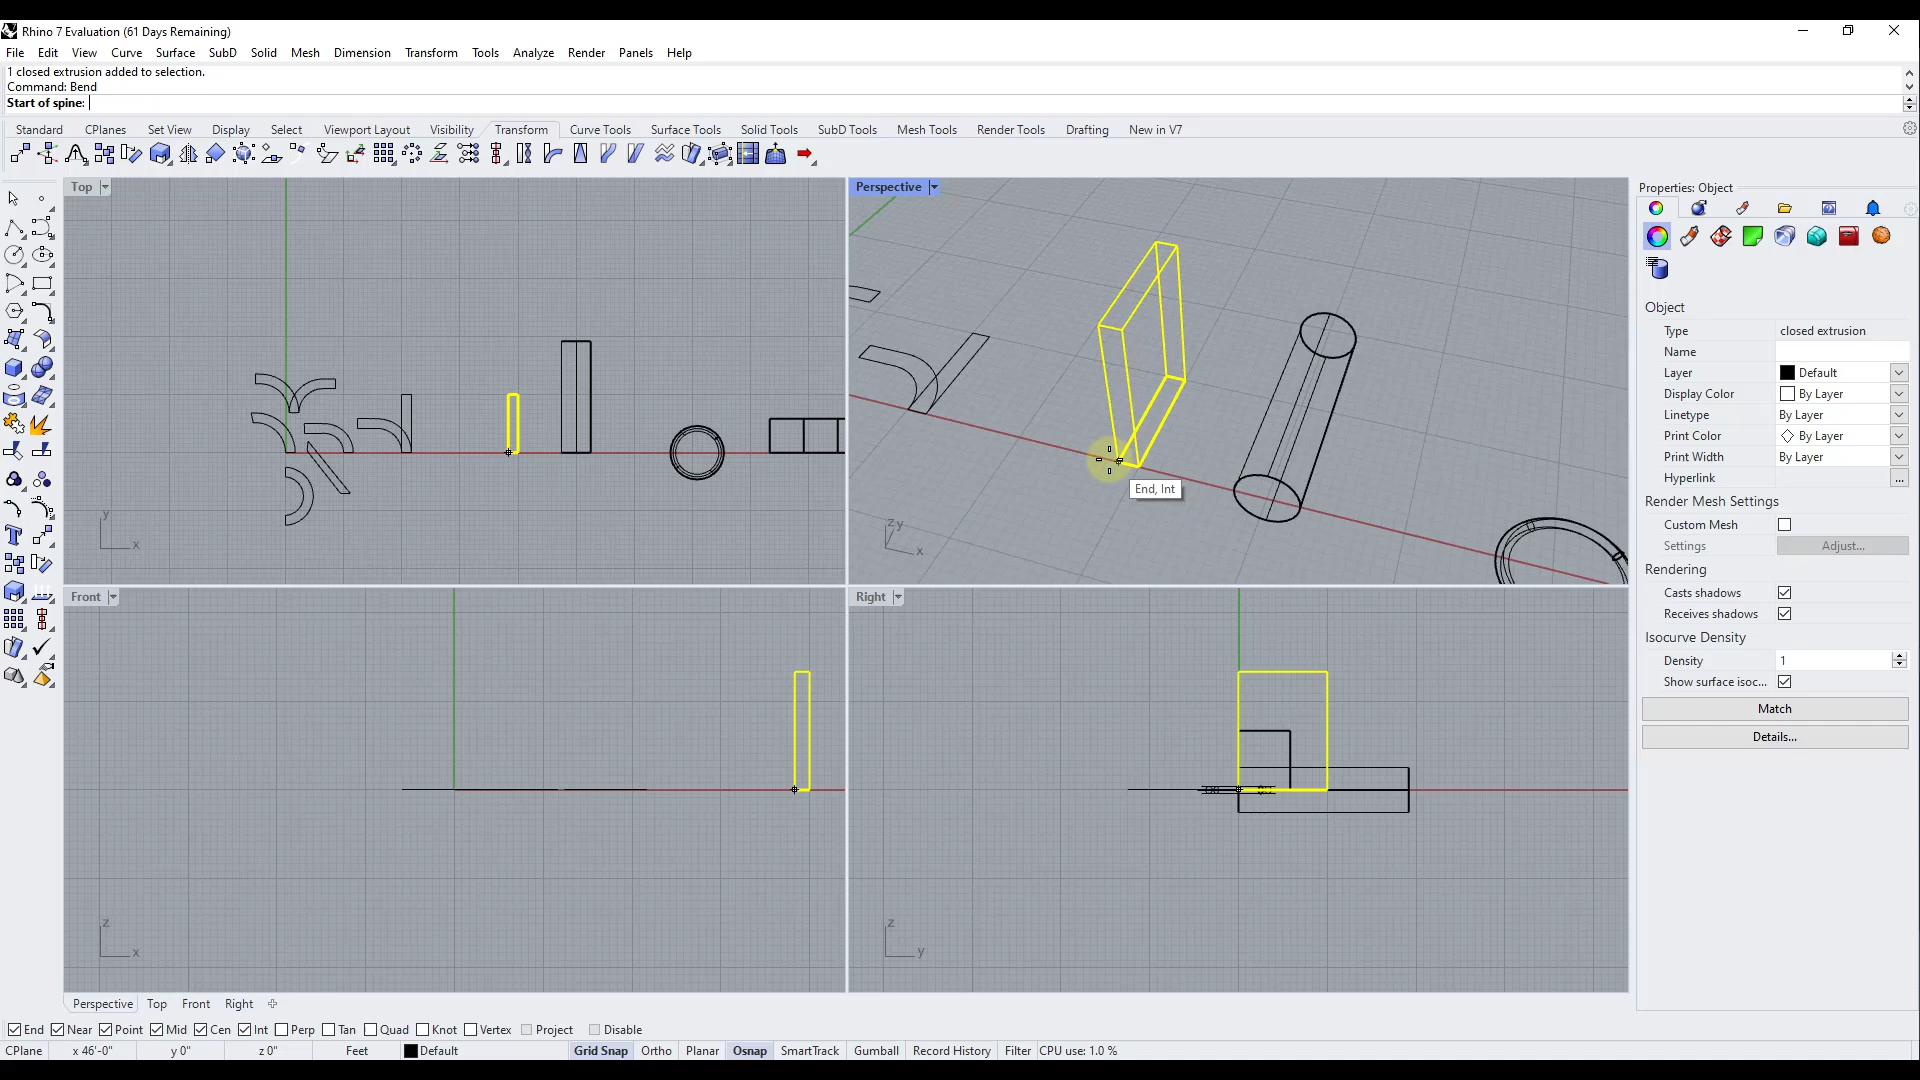 Rhino 7 Evaluation (61 Days Remaining)
File Edit View Curve Surface SubD Solid Mesh Dimension Transform Tools Analyze Render Panels Help
1 closed extrusion added to selection.
Command: Bend
Start of spine:
Standard CPlanes Set View Display Select Viewport Layout Visibility Transform Curve Tools Surface Tools Solid Tools SubD Tools Mesh Tools Render Tools Drafting New in V7
Top
Perspective
Properties: Object
Object
Type closed extrusion
Name
Layer Default
Display Color By Layer
Linetype By Layer
Print Color By Layer
Print Width By Layer
Hyperlink ...
End, Int
Render Mesh Settings
Custom Mesh
Settings Adjust...
Rendering
Casts shadows
Receives shadows
Isocurve Density
Density 1
Show surface isoc...
Match
Details...
y
x
z y
x
Front
Right
z
x
z
y
Perspective Top Front Right
End Near Point Mid Cen Int Perp Tan Quad Knot Vertex Project Disable
CPlane x 46'-0" y 0" z 0" Feet Default Grid Snap Ortho Planar Osnap SmartTrack Gumball Record History Filter CPU use: 1.0 %